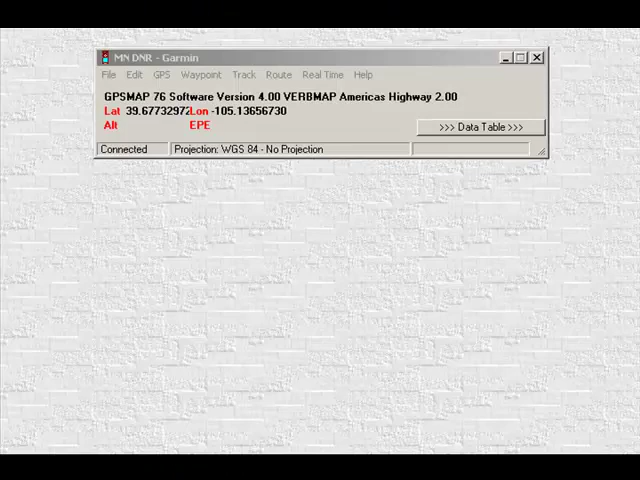 MN DNR - Garmin
File Edit GPS Waypoint Track Route Real Time Help
GPSMAP 76 Software Version 4.00 VERBMAP Americas Highway 2.00
Lat 39.67732972 Lon -105.13656730
Alt EPE
>>> Data Table >>>
Connected Projection: WGS 84 - No Projection